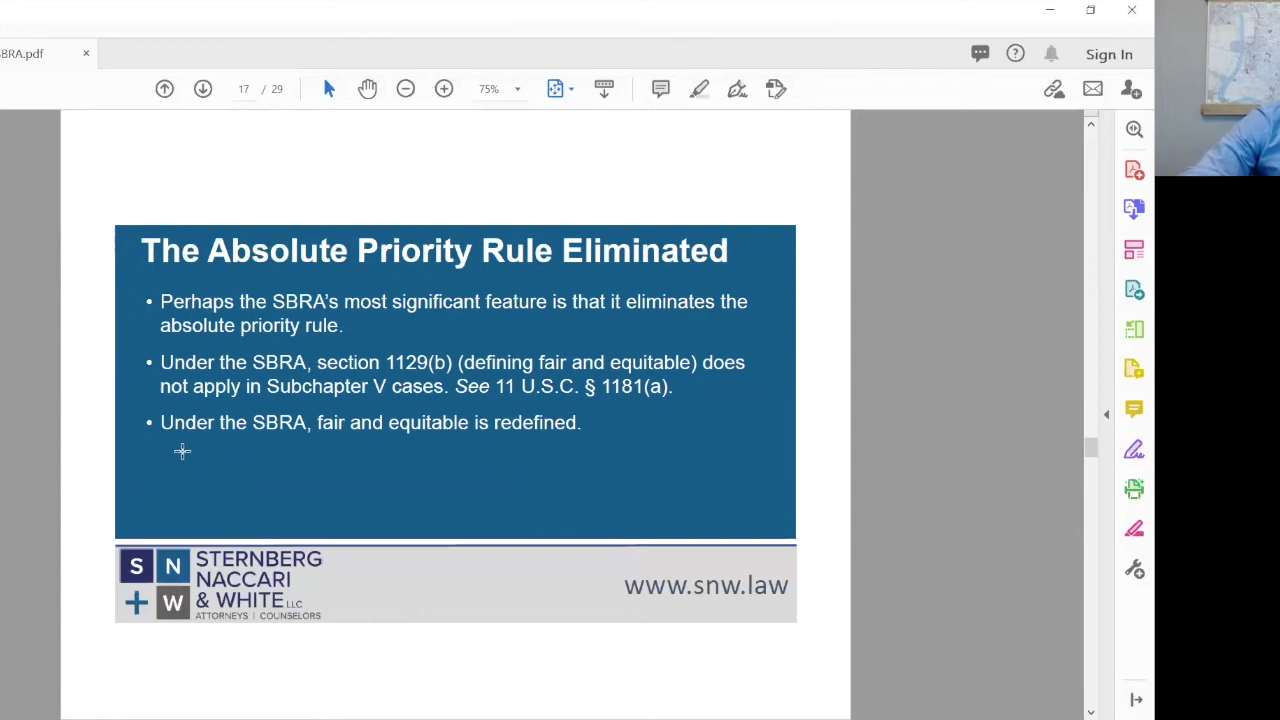 BRA.pdf
Sign In
17 / 29
75%
The Absolute Priority Rule Eliminated
• Perhaps the SBRA's most significant feature is that it eliminates the
absolute priority rule.
• Under the SBRA, section 1129(b) (defining fair and equitable) does
not apply in Subchapter V cases. See 11 U.S.C. § 1181(a).
• Under the SBRA, fair and equitable is redefined.
S N + W
STERNBERG
NACCARI
& WHITE LLC
ATTORNEYS | COUNSELORS
www.snw.law